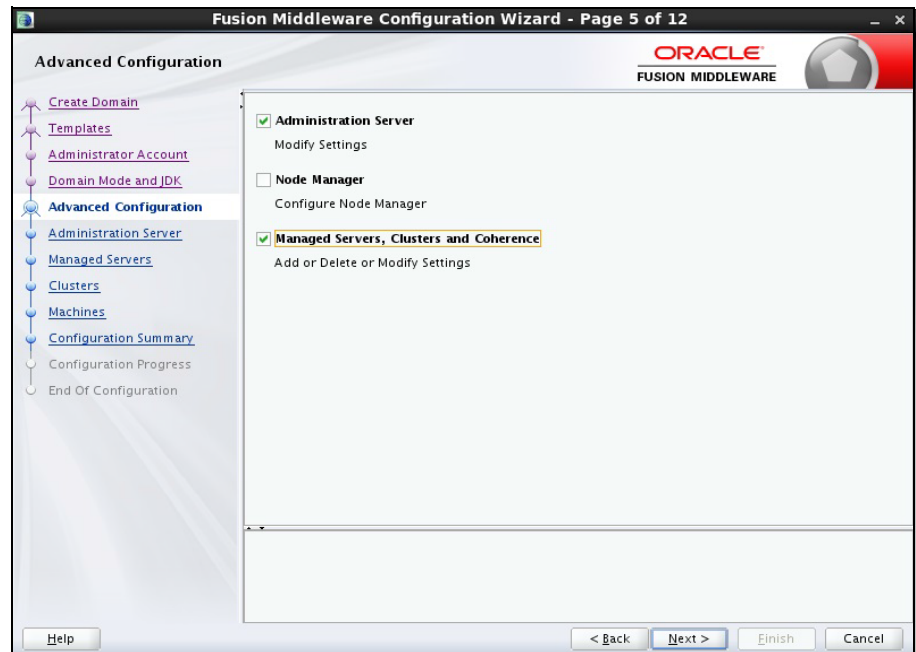 Fusion Middleware Configuration Wizard - Page 5 of 12
Advanced Configuration
ORACLE
FUSION MIDDLEWARE
Create Domain
Templates
Administrator Account
Domain Mode and JDK
Advanced Configuration
Administration Server
Managed Servers
Clusters
Machines
Configuration Summary
Configuration Progress
End Of Configuration
Administration Server
Modify Settings
Node Manager
Configure Node Manager
Managed Servers, Clusters and Coherence
Add or Delete or Modify Settings
Help
< Back
Next >
Finish
Cancel